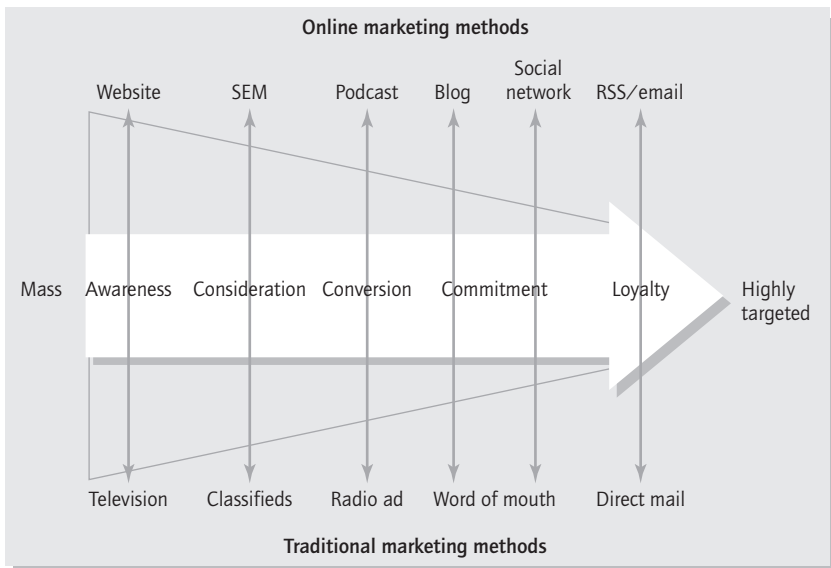 Online marketing methods
Website SEM Podcast Blog Social network RSS/email
Mass Awareness Consideration Conversion Commitment Loyalty Highly targeted
Television Classifieds Radio ad Word of mouth Direct mail
Traditional marketing methods